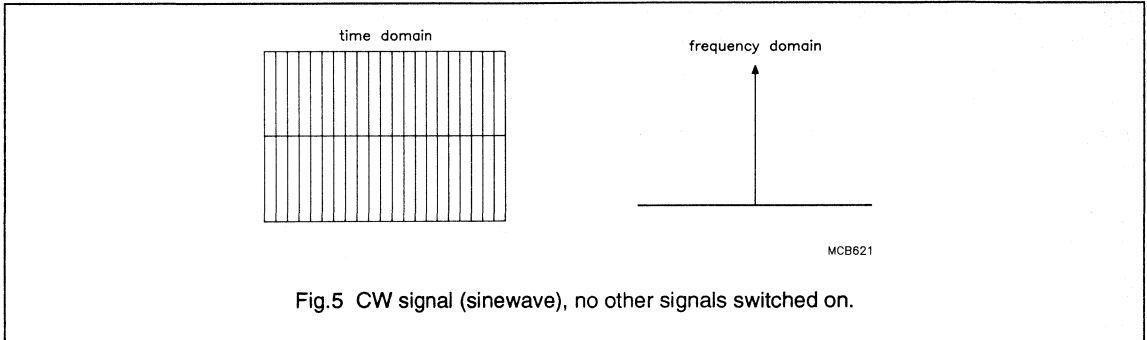 time domain
frequency domain
MCB621
Fig.5 CW signal (sinewave), no other signals switched on.